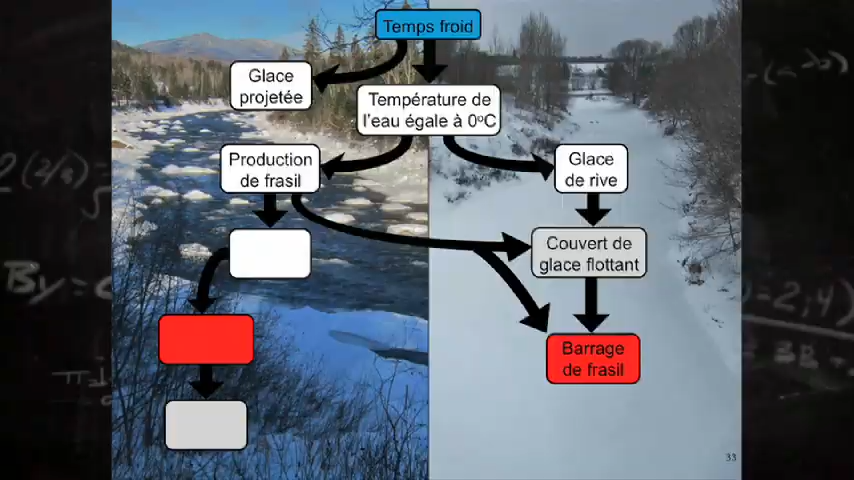 Temps froid
Glace
projetée
Température de
l'eau égale à 0°C
Production
de frasil
Glace
de rive
Couvert de
glace flottant
Barrage
de frasil
33